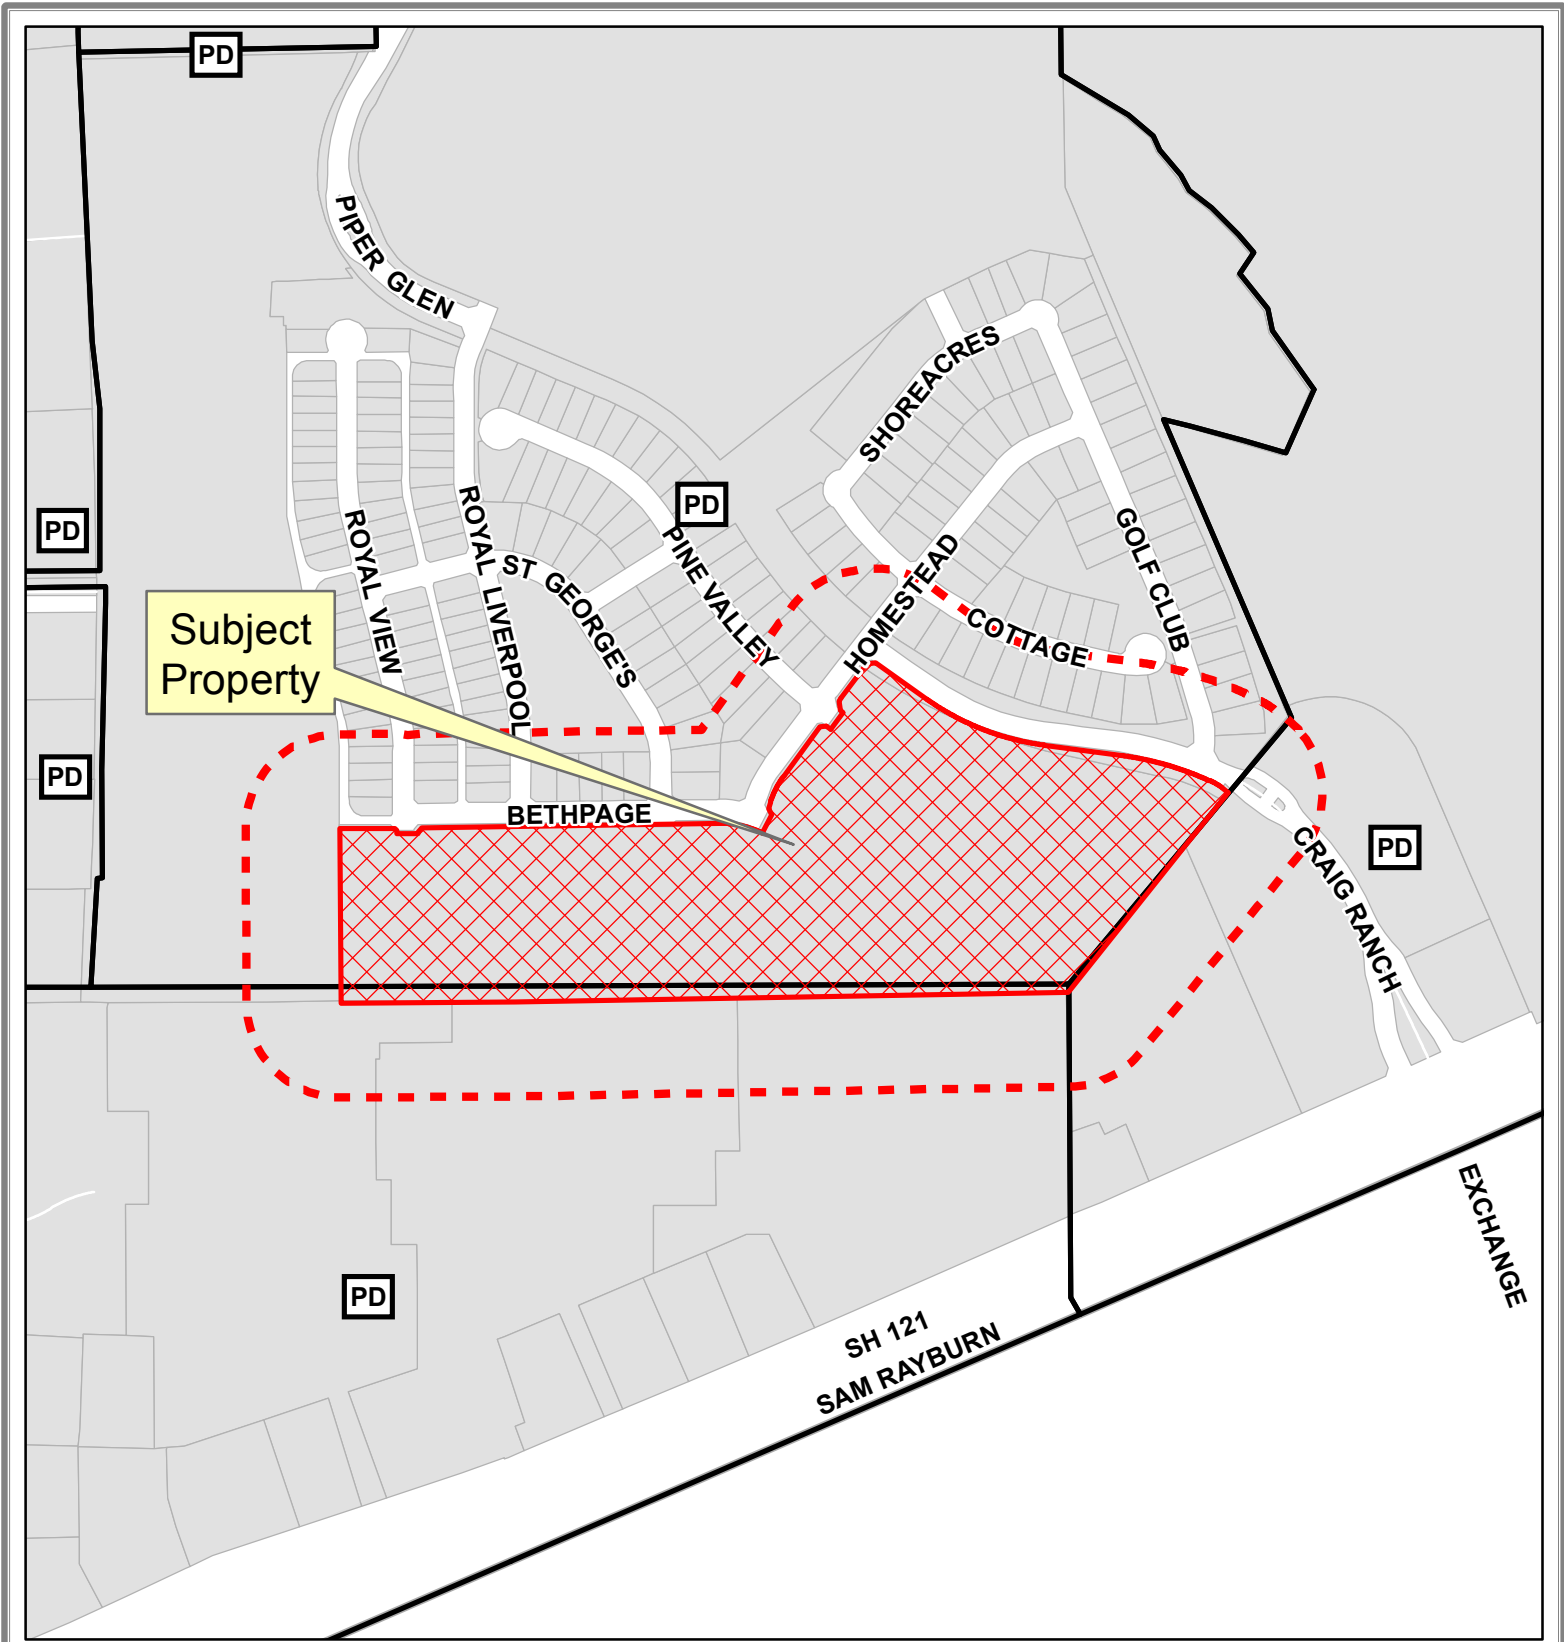 PD
PIPER GLEN
SHOREACRES
PD
PD
ROYAL VIEW
ROYAL LIVERPOOL
ST GEORGE'S
PINE VALLEY
HOMESTEAD
GOLF CLUB
COTTAGE
Subject
Property
PD
BETHPAGE
CRAIG RANCH
PD
EXCHANGE
PD
SH 121
SAM RAYBURN